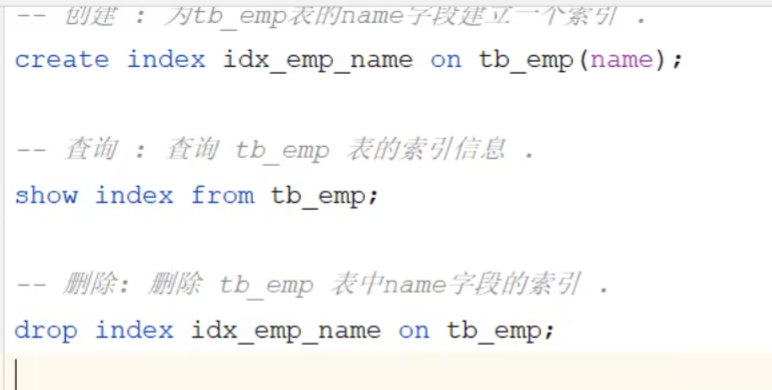 -- 创建 : 为tb_emp表的name字段建立一个索引 .
create index idx_emp_name on tb_emp(name);
-- 查询 : 查询 tb_emp 表的索引信息 .
show index from tb_emp;
-- 删除: 删除 tb_emp 表中name字段的索引 .
drop index idx_emp_name on tb_emp;